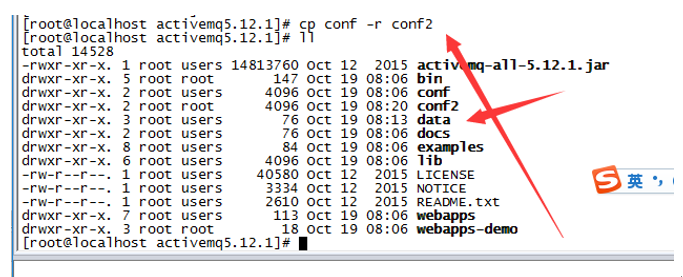 [root@localhost activemq5.12.1]# cp conf -r conf2
[root@localhost activemq5.12.1]# ll
total 14528
-rwxr-xr-x. 1 root users 14813760 Oct 12  2015 activemq-all-5.12.1.jar
drwxr-xr-x. 5 root root       147 Oct 19 08:06 bin
drwxr-xr-x. 2 root users     4096 Oct 19 08:06 conf
drwxr-xr-x. 2 root root      4096 Oct 19 08:20 conf2
drwxr-xr-x. 3 root users       76 Oct 19 08:13 data
drwxr-xr-x. 2 root users       76 Oct 19 08:06 docs
drwxr-xr-x. 8 root users       84 Oct 19 08:06 examples
drwxr-xr-x. 6 root root      4096 Oct 19 08:06 lib
-rw-r--r--. 1 root users    40580 Oct 12  2015 LICENSE
-rw-r--r--. 1 root users     3334 Oct 12  2015 NOTICE
-rw-r--r--. 1 root users     2610 Oct 12  2015 README.txt
drwxr-xr-x. 7 root users      113 Oct 19 08:06 webapps
drwxr-xr-x. 3 root root        18 Oct 19 08:06 webapps-demo
[root@localhost activemq5.12.1]#
S 英